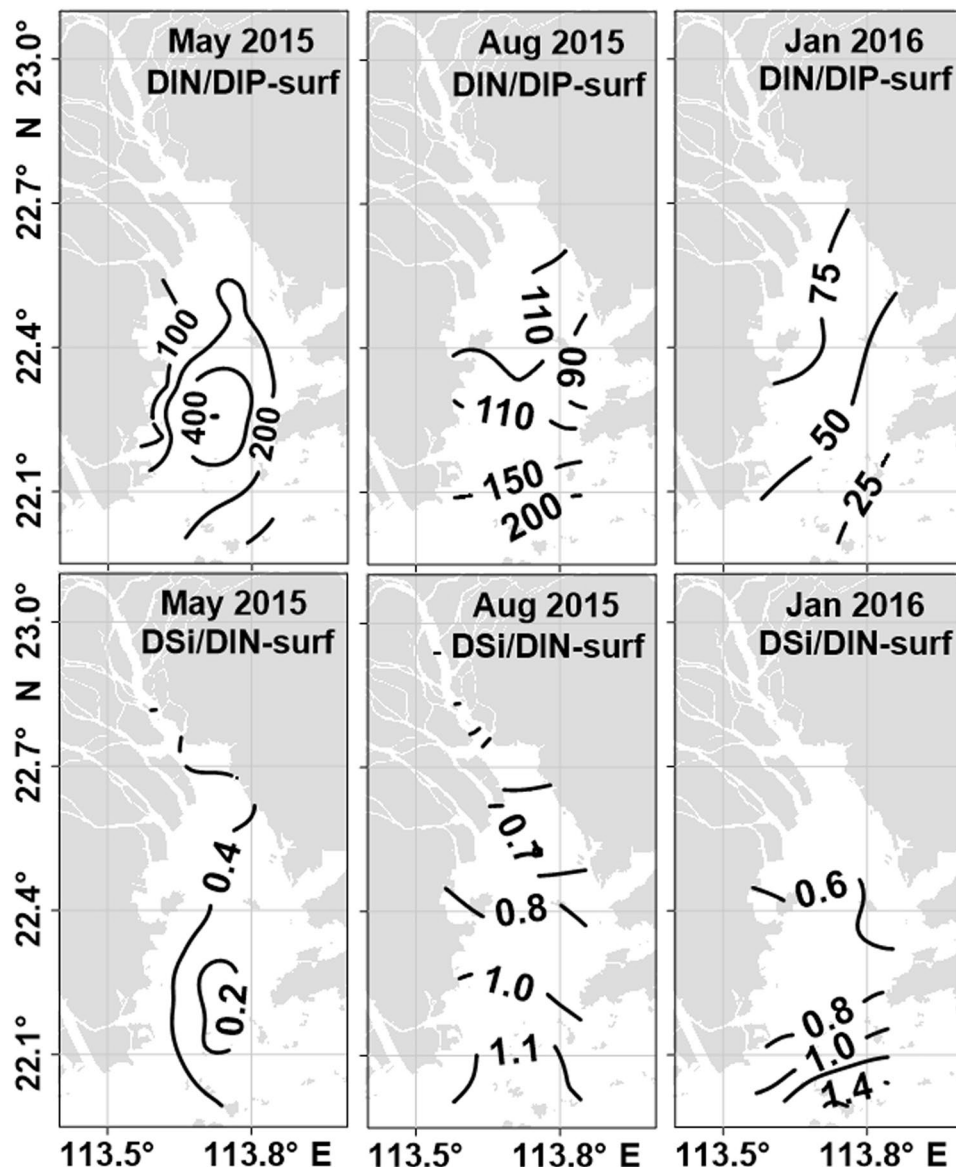 May 2015
DIN/DIP-surf
Aug 2015
DIN/DIP-surf
Jan 2016
DIN/DIP-surf
23.0°
N
22.7°
22.4°
22.1°
100
400
200
110
90
110
150
200
75
50
25
May 2015
DSi/DIN-surf
Aug 2015
DSi/DIN-surf
Jan 2016
DSi/DIN-surf
23.0°
N
22.7°
22.4°
22.1°
0.4
0.2
0.7
0.8
1.0
1.1
0.6
0.8
1.0
1.4
113.5° 113.8° E
113.5° 113.8° E
113.5° 113.8° E